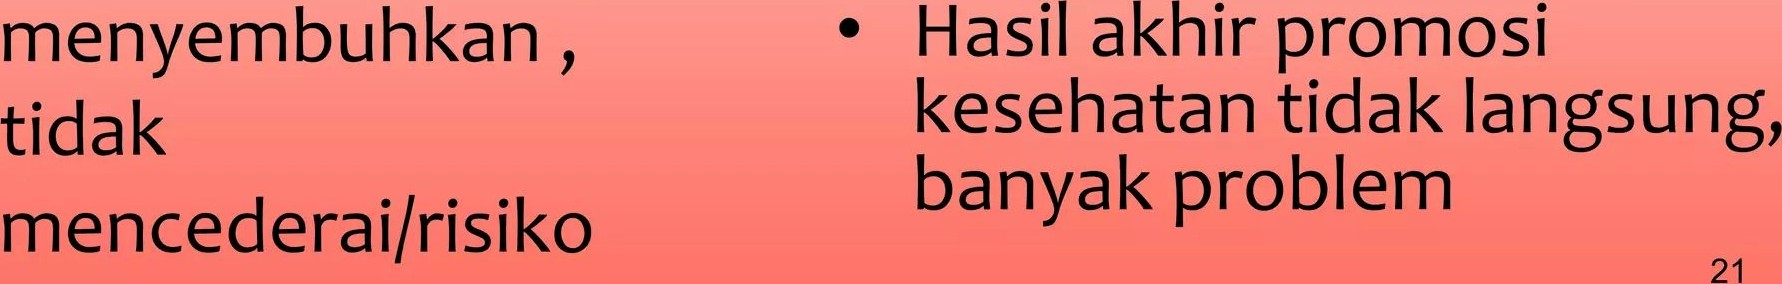 menyembuhkan ,
tidak
mencederai/risiko
• Hasil akhir promosi
kesehatan tidak langsung,
banyak problem
21